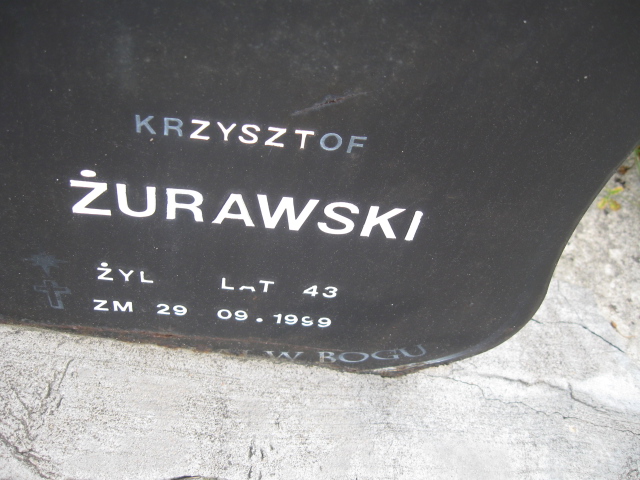 KRZYSZTOF
ŻURAWSKI
ŻYL LAT 43
ZM 29 09.1999
W BOGU